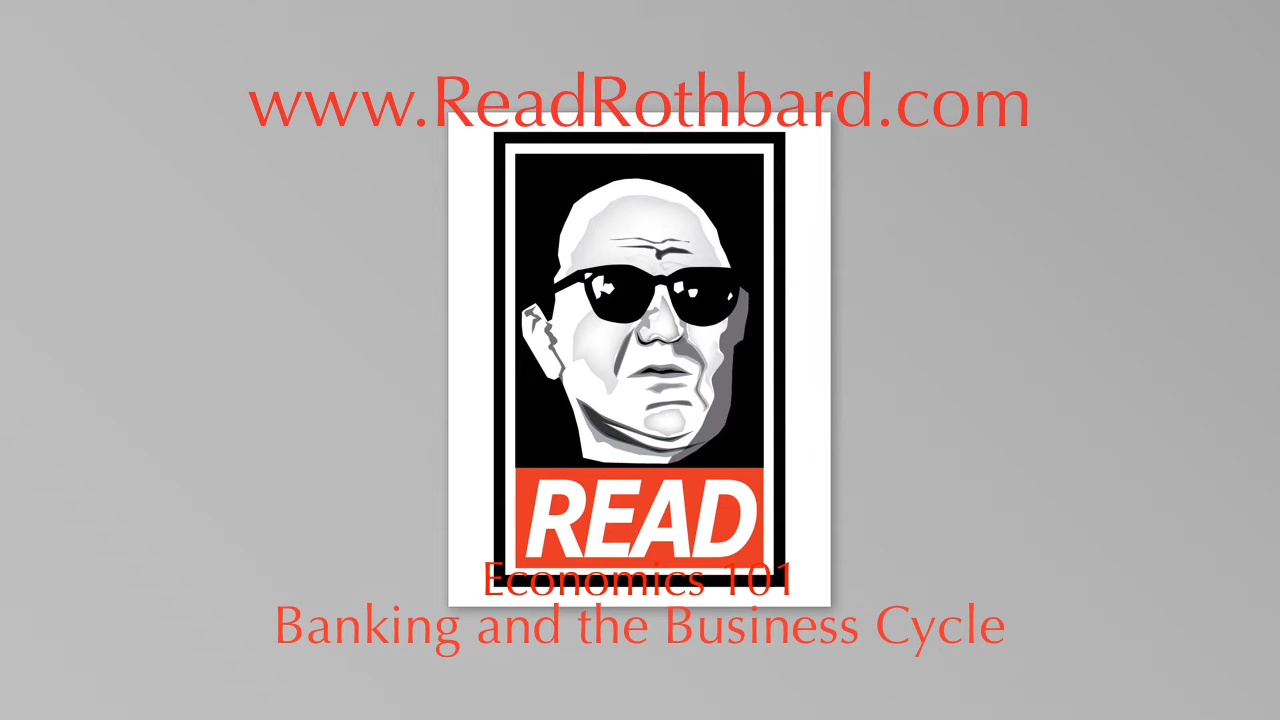 www.ReadRothbard.com
READ
Economics 101
Banking and the Business Cycle